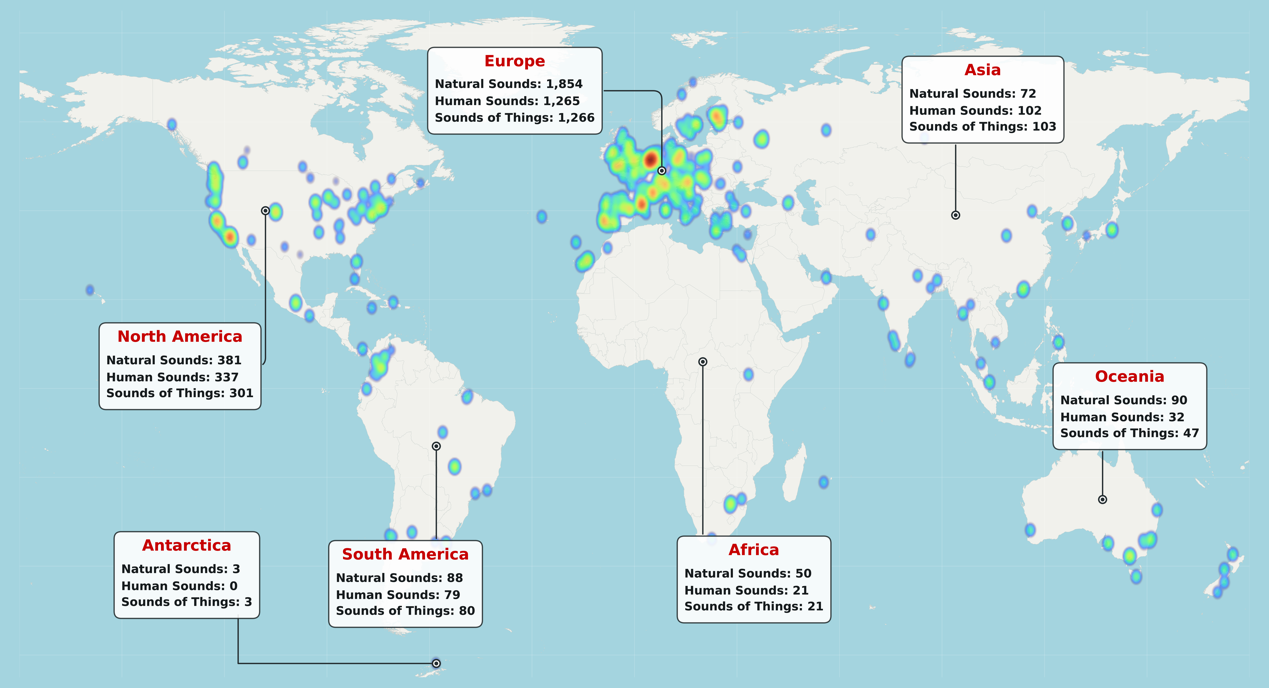 Europe
Natural Sounds: 1,854
Human Sounds: 1,265
Sounds of Things: 1,266
Asia
Natural Sounds: 72
Human Sounds: 102
Sounds of Things: 103
North America
Natural Sounds: 381
Human Sounds: 337
Sounds of Things: 301
Oceania
Natural Sounds: 90
Human Sounds: 32
Sounds of Things: 47
Antarctica
Natural Sounds: 3
Human Sounds: 0
Sounds of Things: 3
South America
Natural Sounds: 88
Human Sounds: 79
Sounds of Things: 80
Africa
Natural Sounds: 50
Human Sounds: 21
Sounds of Things: 21